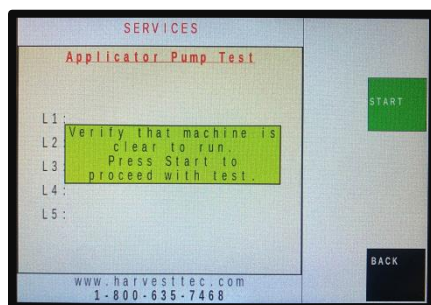 SERVICES
Applicator Pump Test
START
L1:
Verify that machine is
L2
clear to run.
L3
Press Start to
proceed with test.
L4:
L5:
BACK
www.harvesttec.com
1-800-635-7468